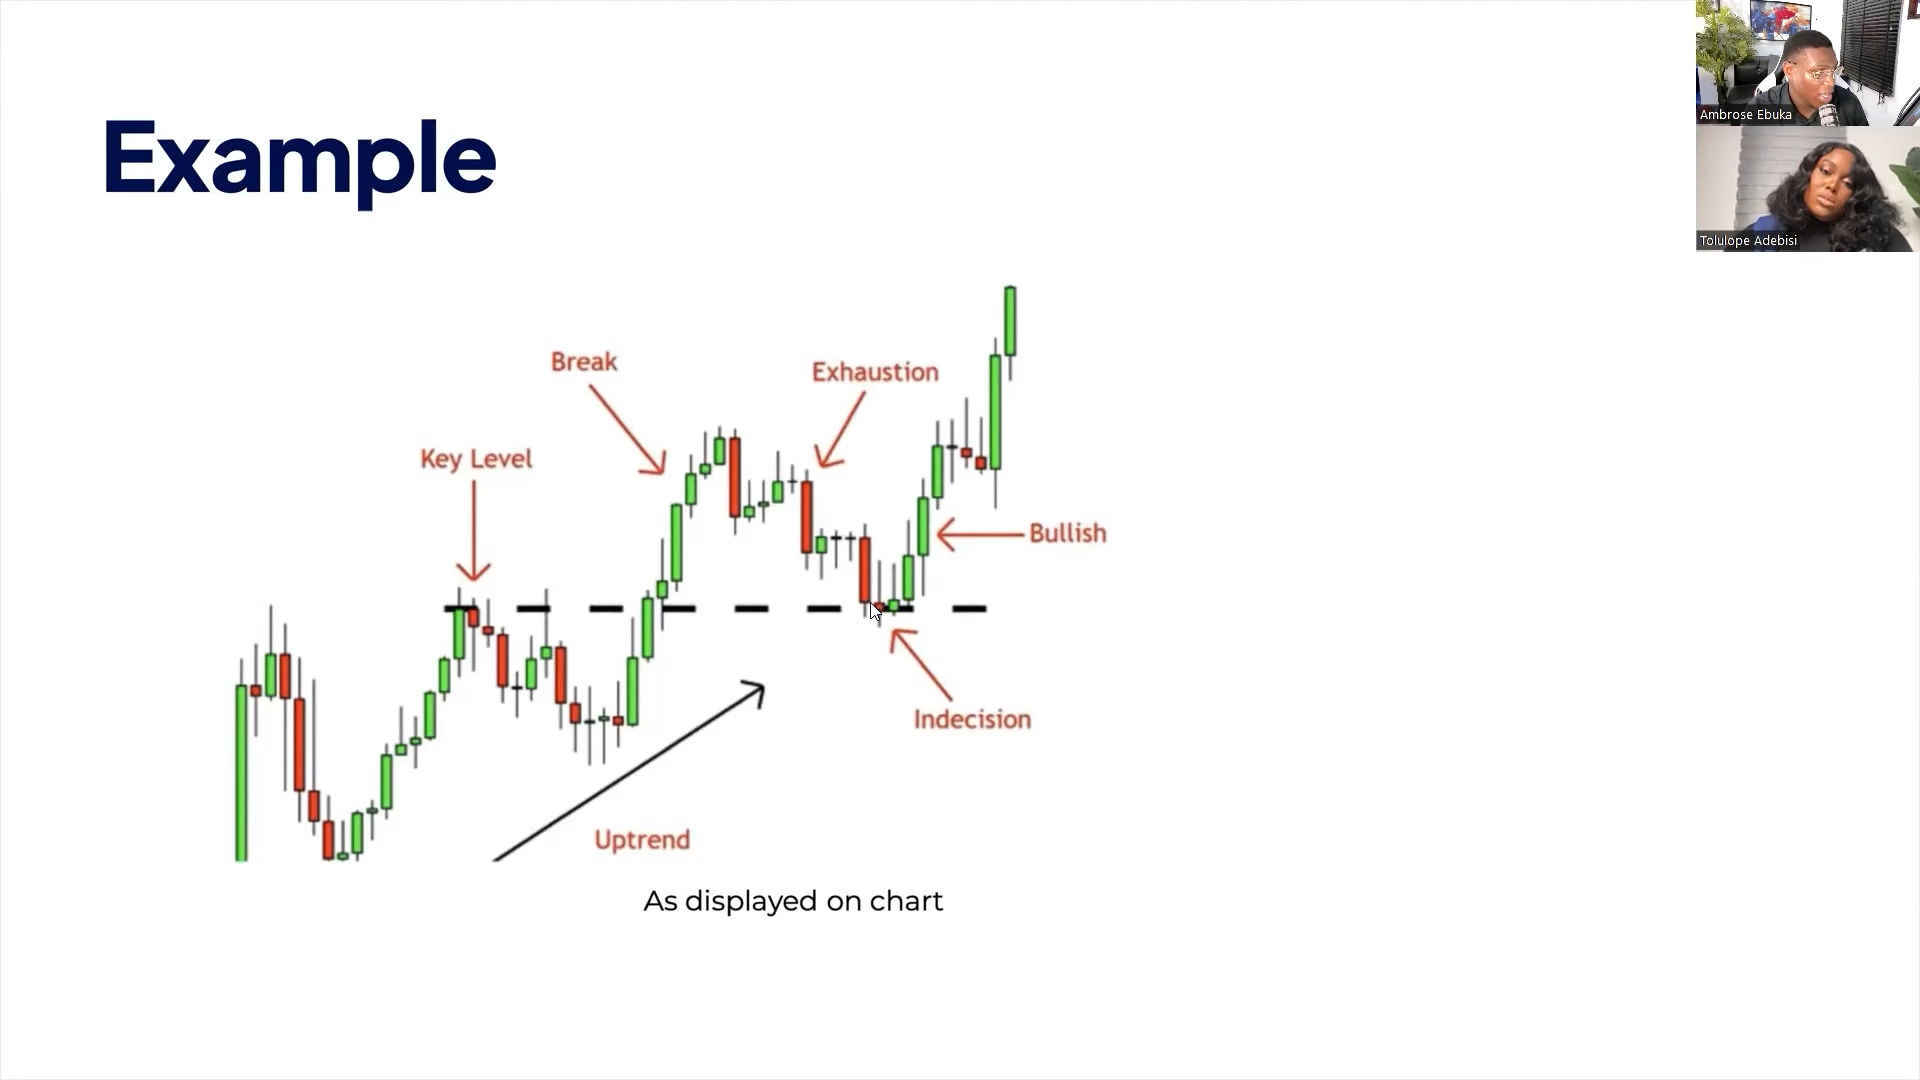 Example
Ambrose Ebuka
Tolulope Adebisi
Break
Exhaustion
Key Level
Bullish
Indecision
Uptrend
As displayed on chart